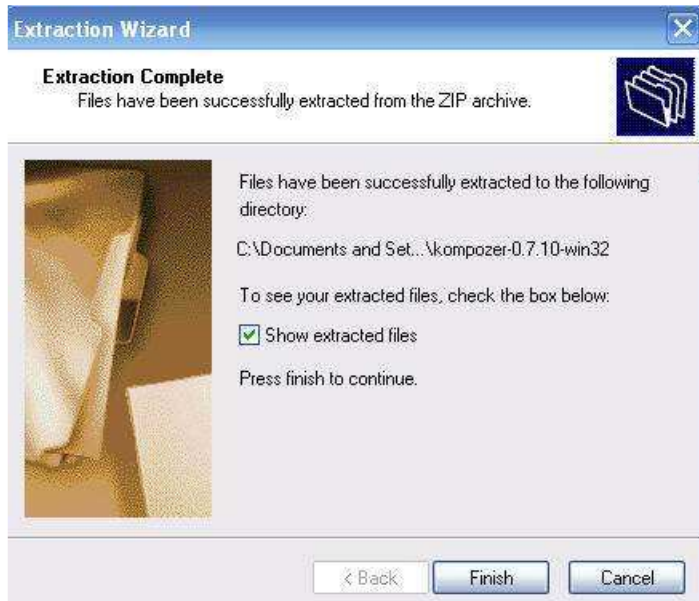 Extraction Wizard
Extraction Complete
Files have been successfully extracted from the ZIP archive.
Files have been successfully extracted to the following
directory:
C:\Documents and Set...\kompozer-0.7.10-win32
To see your extracted files, check the box below:
Show extracted files
Press finish to continue.
< Back
Finish
Cancel